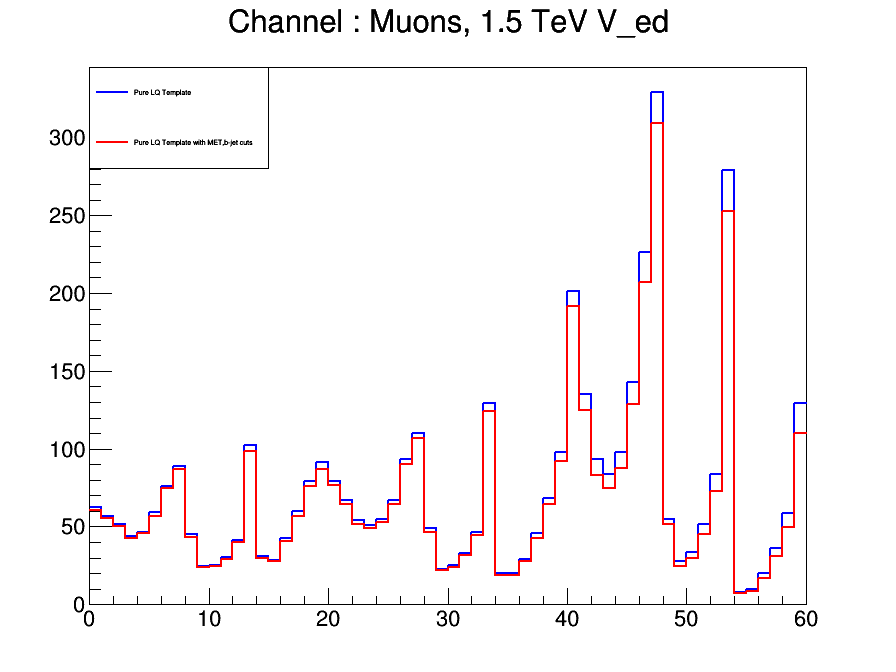 Channel : Muons, 1.5 TeV V_ed
Pure LQ Template
Pure LQ Template with MET,b-jet cuts
300
250
200
150
100
50
0
0 10 20 30 40 50 60